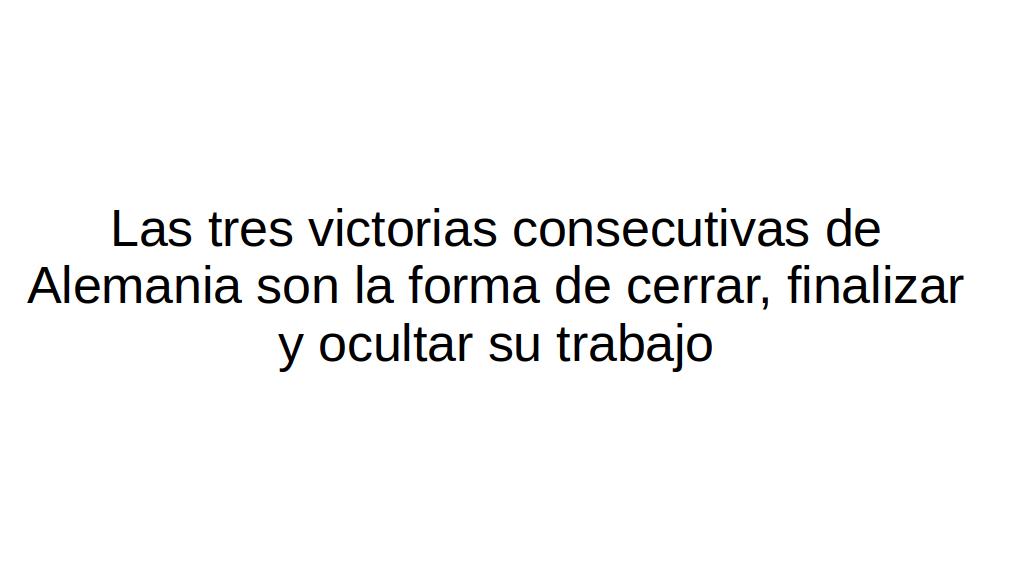 Las tres victorias consecutivas de
Alemania son la forma de cerrar, finalizar
y ocultar su trabajo